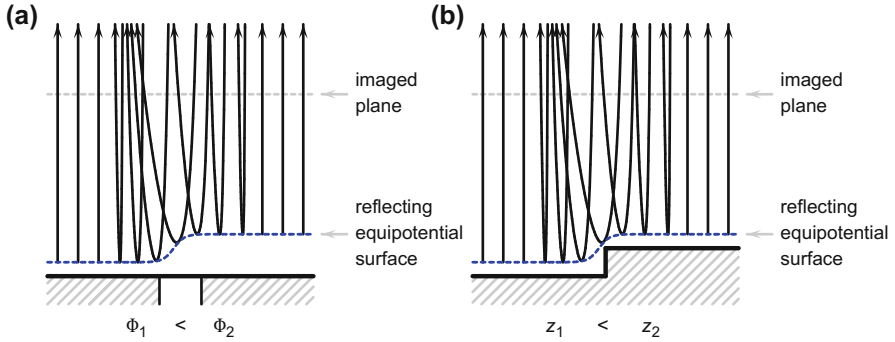 (a)
imaged
plane
reflecting
equipotential
surface
Φ1 < Φ2
(b)
imaged
plane
reflecting
equipotential
surface
z1 < z2